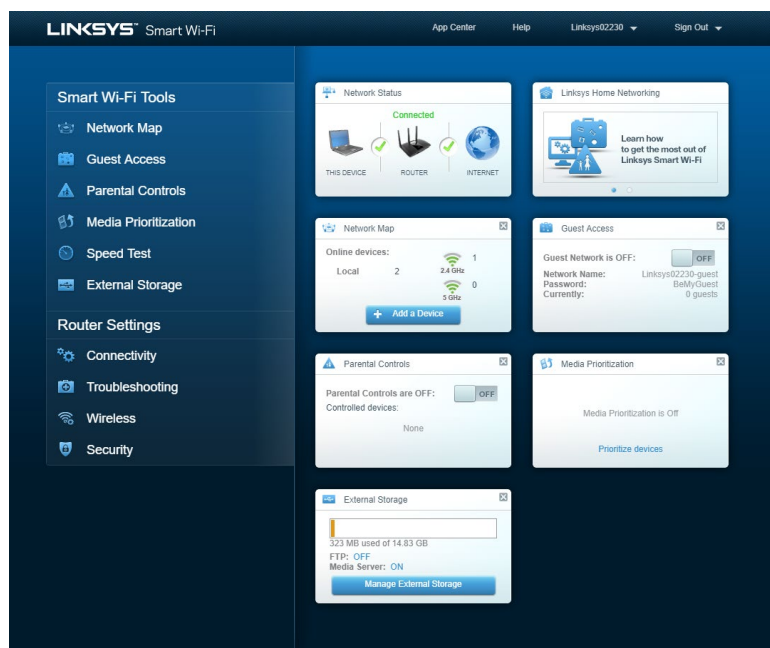 LINKSYS™ Smart Wi-Fi
App Center
Help
Linksys02230
Sign Out
Smart Wi-Fi Tools
Network Map
Guest Access
Parental Controls
Media Prioritization
Speed Test
External Storage
Router Settings
Connectivity
Troubleshooting
Wireless
Security
Network Status
Connected
THIS DEVICE
ROUTER
INTERNET
Linksys Home Networking
Learn how
to get the most out of
Linksys Smart Wi-Fi
Network Map
Online devices:
Local 2
1
2.4 GHz
0
5 GHz
+ Add a Device
Guest Access
Guest Network is OFF: OFF
Network Name: Linksys02230-guest
Password: BeMyGuest
Currently: 0 guests
Parental Controls
Parental Controls are OFF: OFF
Controlled devices:
None
Media Prioritization
Media Prioritization is Off
Prioritize devices
External Storage
323 MB used of 14.83 GB
FTP: OFF
Media Server: ON
Manage External Storage